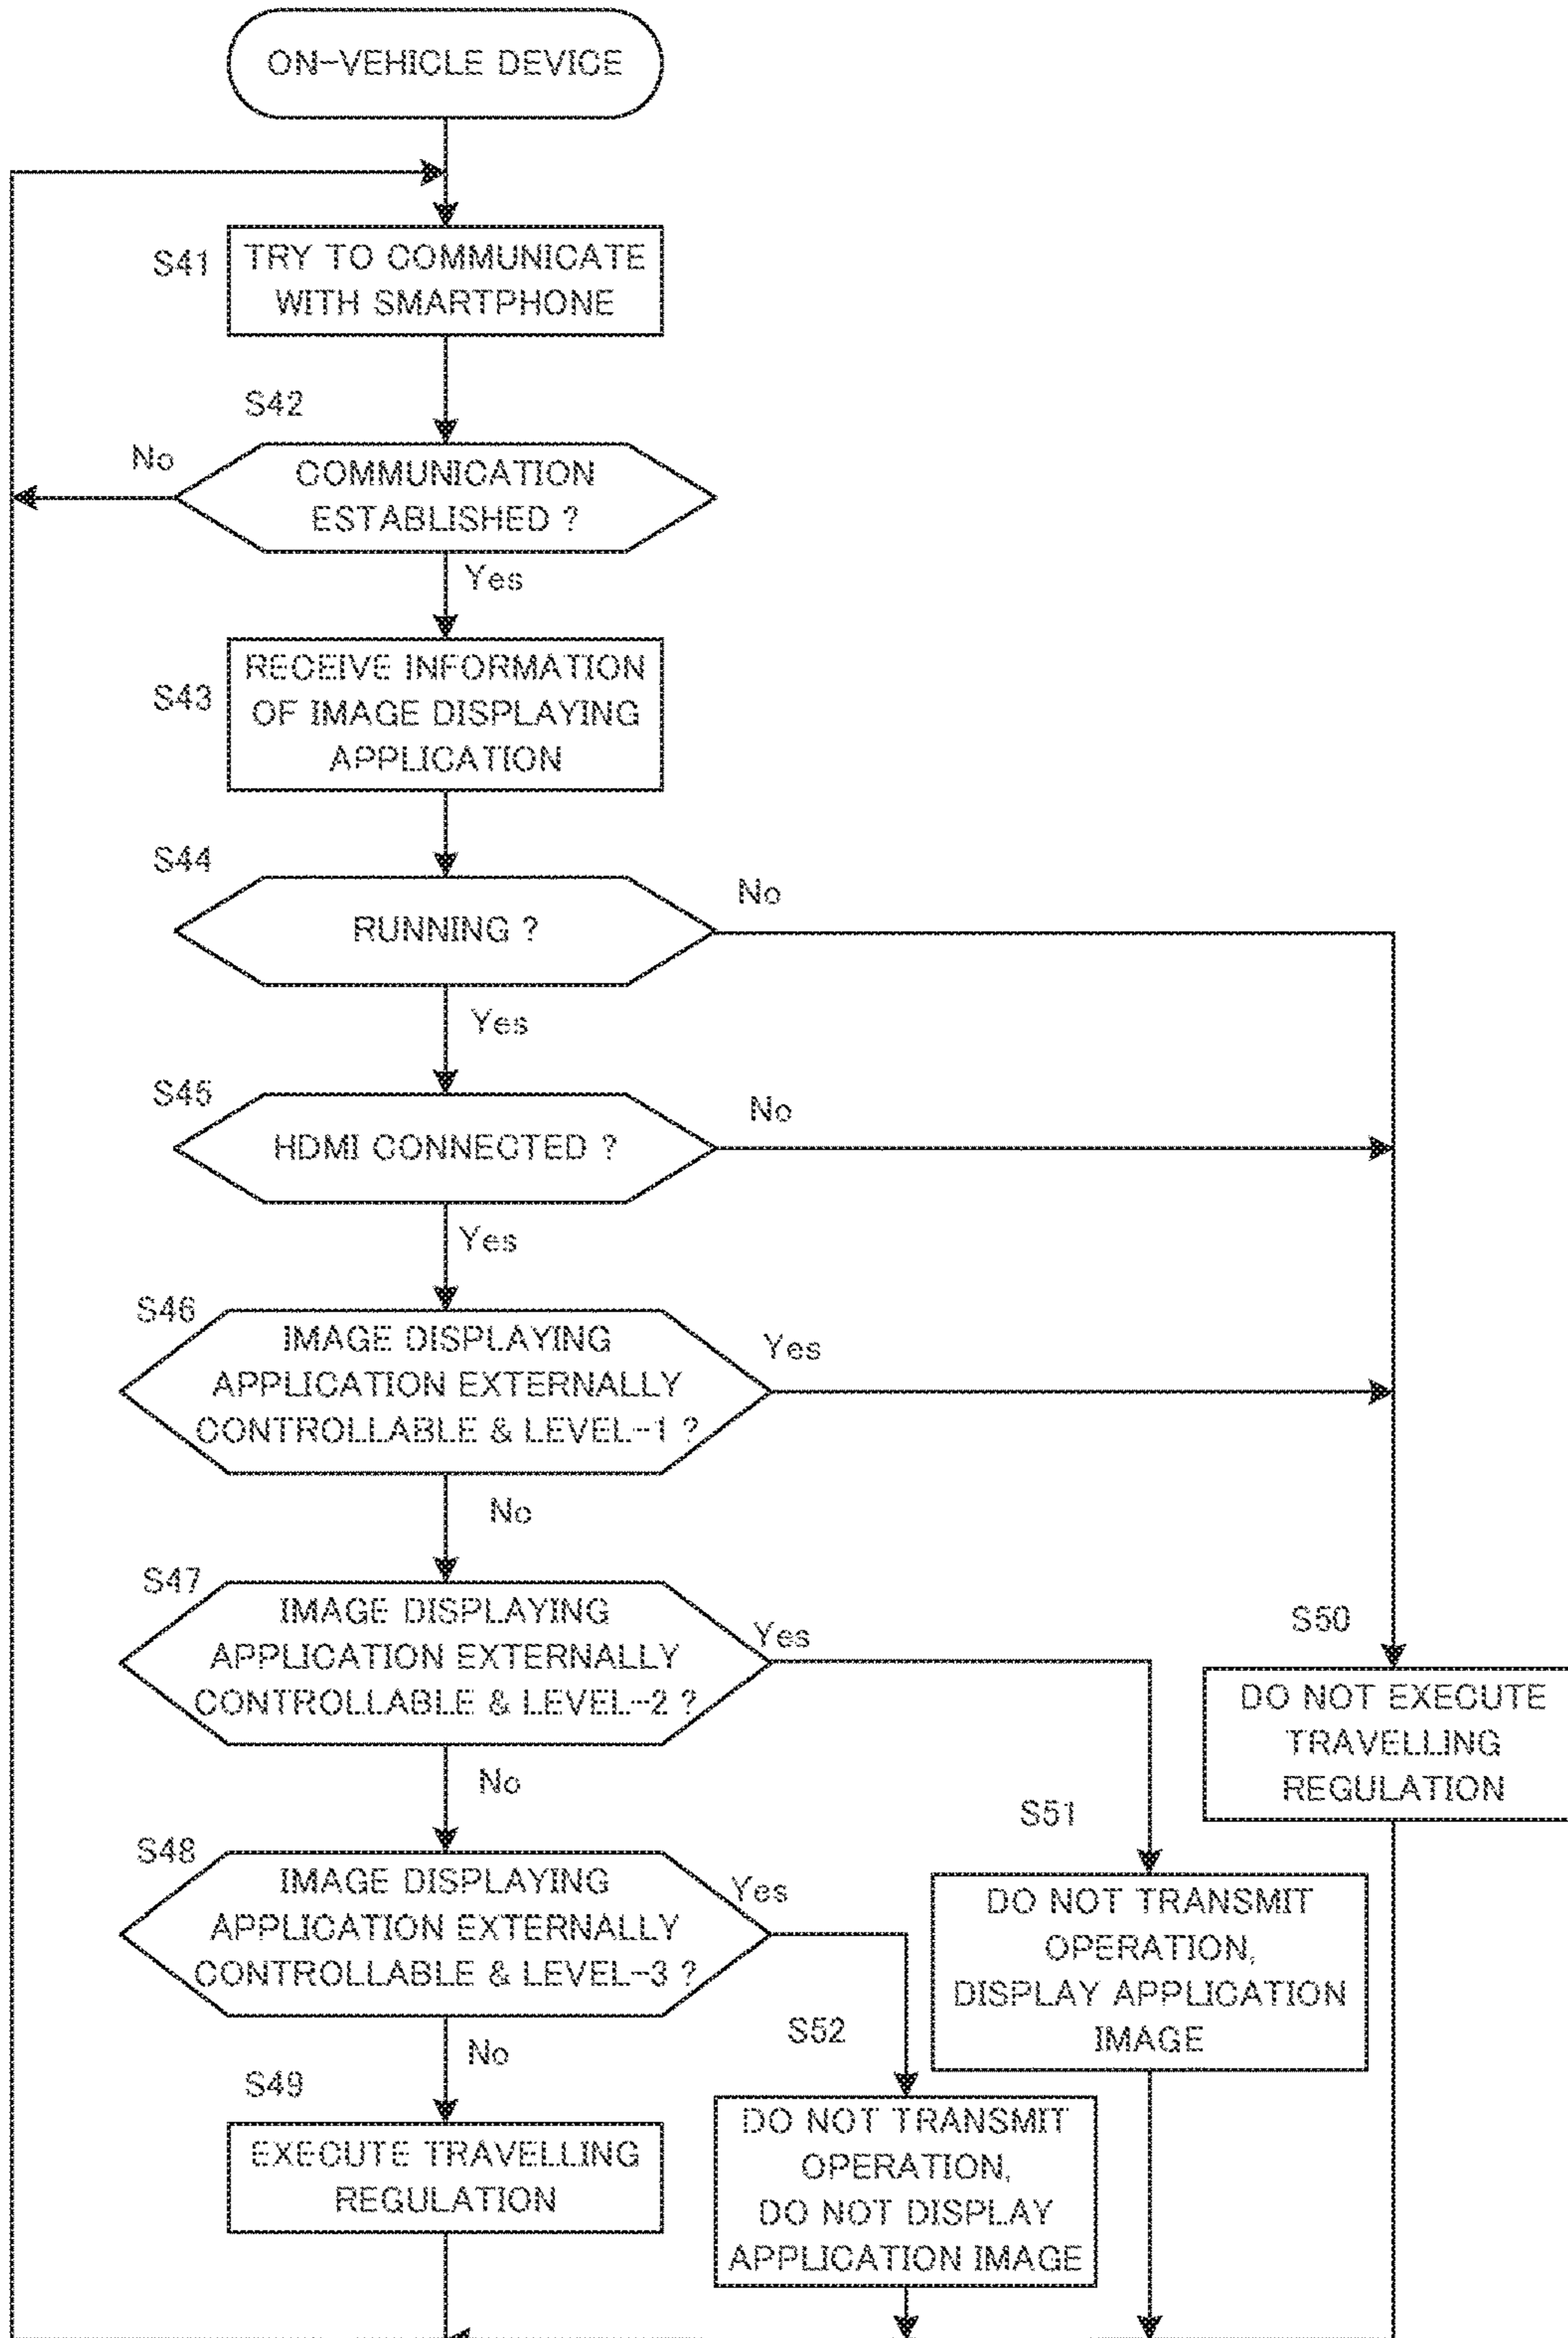 ON-VEHICLE DEVICE
S41
TRY TO COMMUNICATE
WITH SMARTPHONE
S42
No
COMMUNICATION
ESTABLISHED ?
Yes
S43
RECEIVE INFORMATION
OF IMAGE DISPLAYING
APPLICATION
S44
No
RUNNING ?
Yes
S45
No
HDMI CONNECTED ?
Yes
S46
IMAGE DISPLAYING
APPLICATION EXTERNALLY
CONTROLLABLE & LEVEL-1 ?
Yes
No
S47
IMAGE DISPLAYING
APPLICATION EXTERNALLY
CONTROLLABLE & LEVEL-2 ?
Yes
S50
DO NOT EXECUTE
TRAVELLING
REGULATION
No
S51
DO NOT TRANSMIT
OPERATION,
DISPLAY APPLICATION
IMAGE
S48
IMAGE DISPLAYING
APPLICATION EXTERNALLY
CONTROLLABLE & LEVEL-3 ?
Yes
No
S52
DO NOT TRANSMIT
OPERATION,
DO NOT DISPLAY
APPLICATION IMAGE
S49
EXECUTE TRAVELLING
REGULATION